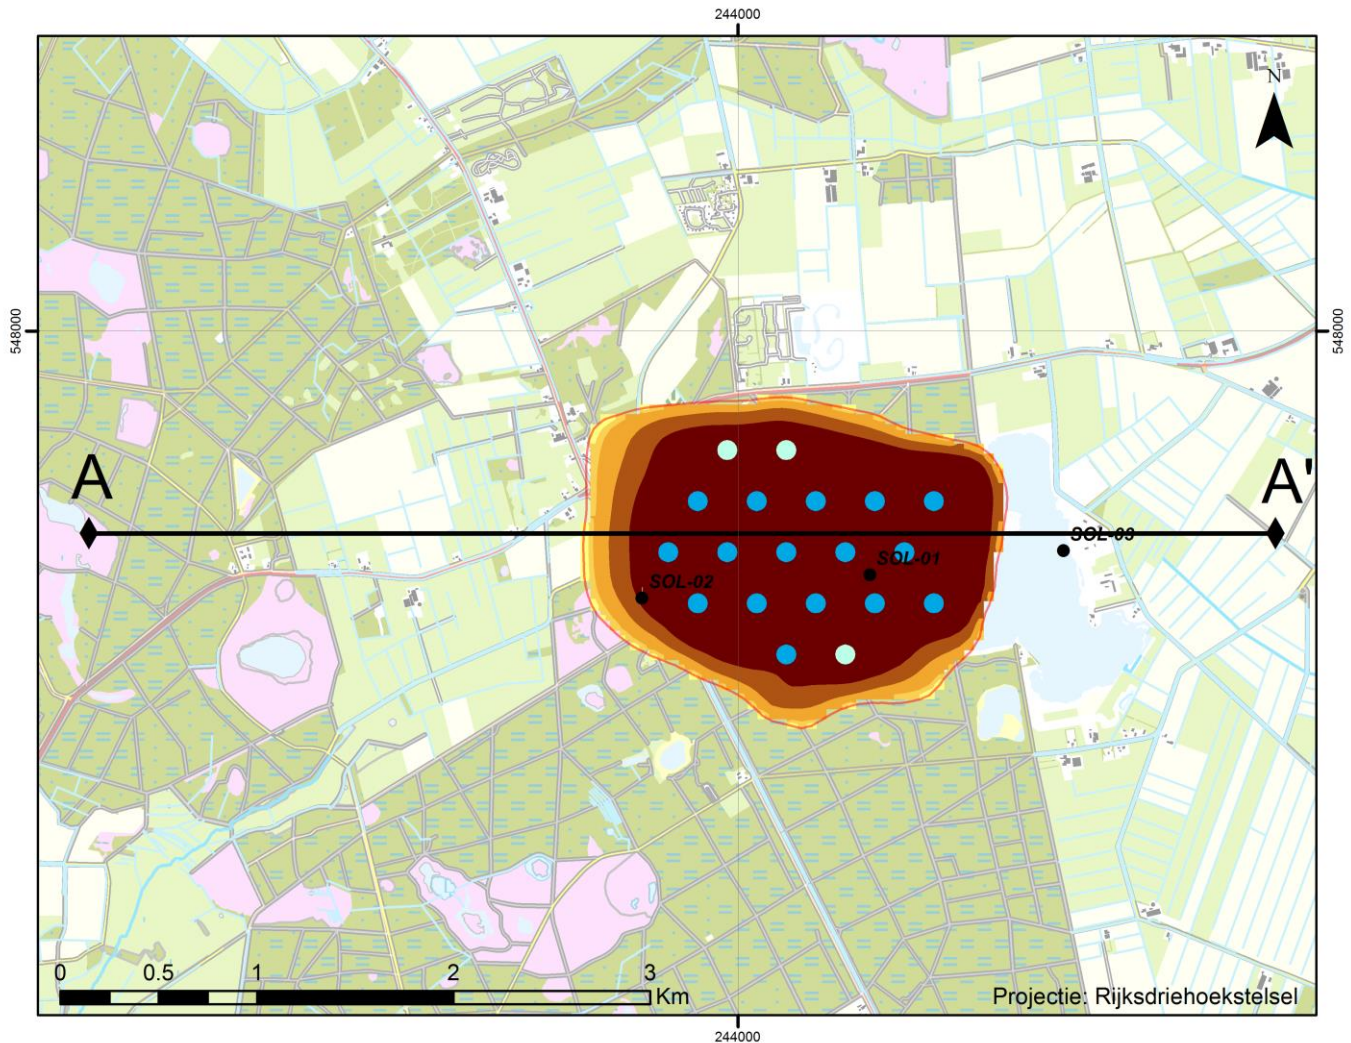 244000
N
548000
548000
A
A'
SOL-03
SOL-01
SOL-02
0 0.5 1 2 3
Km
Projectie: Rijksdriehoekstelsel
244000